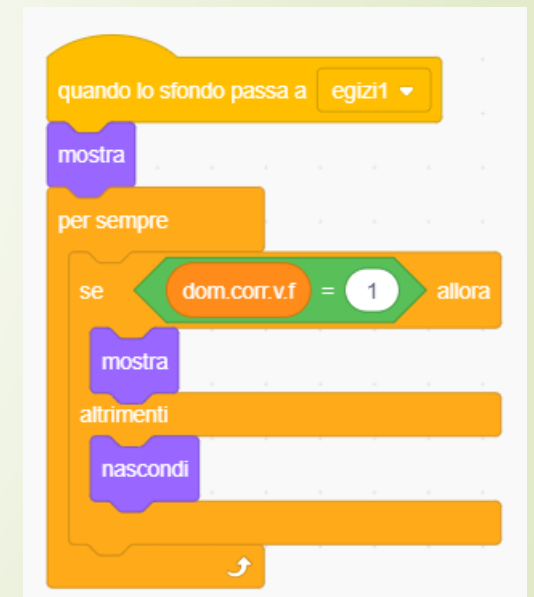 quando lo sfondo passa a egizi1
mostra
per sempre
se dom.corr.v.f = 1 allora
mostra
altrimenti
nascondi